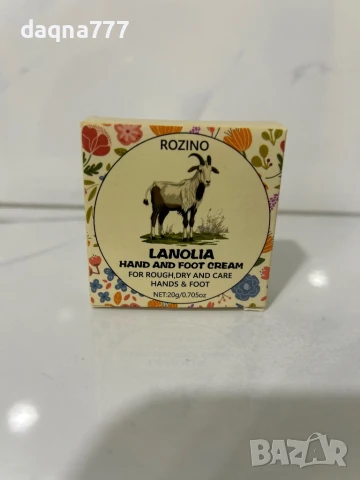 daqna777
ROZINO
LANOLIA
HAND AND FOOT CREAM
FOR ROUGH,DRY AND CARE
HANDS & FOOT
NET:20g/0.705oz
BAZAR